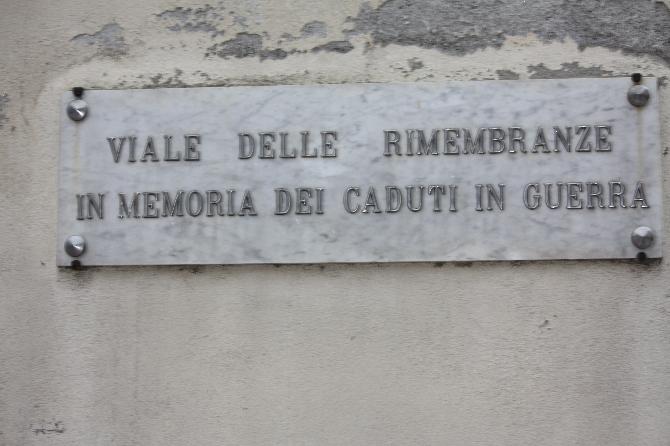 VIALE DELLE RIMEMBRANZE
IN MEMORIA DEI CADUTI IN GUERRA